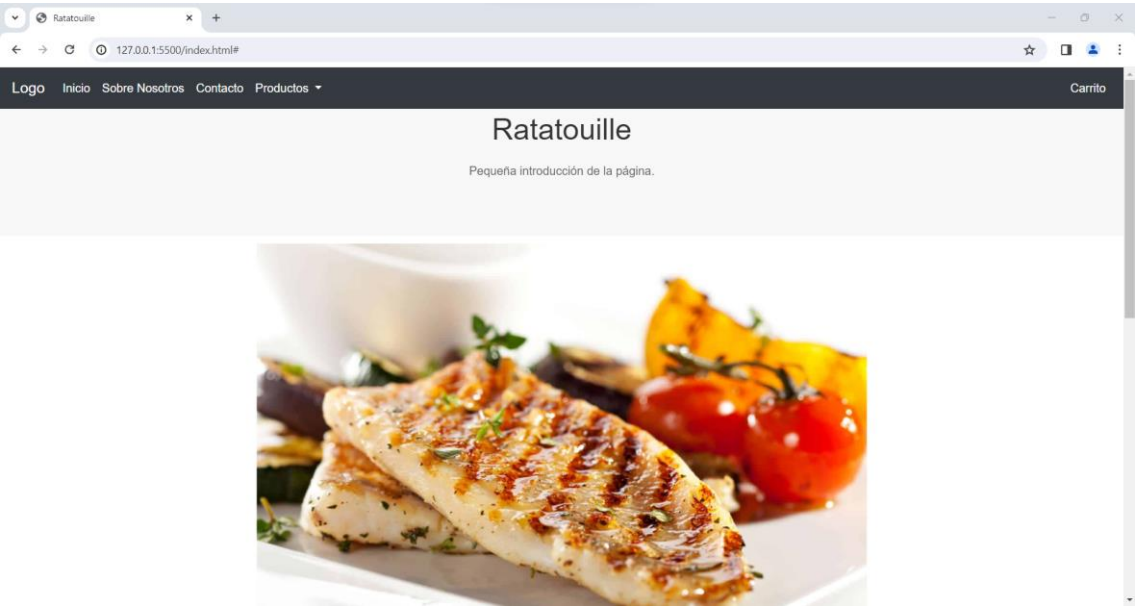 Ratatouille
127.0.0.1:5500/index.html#
Logo Inicio Sobre Nosotros Contacto Productos Carrito
Ratatouille
Pequeña introducción de la página.